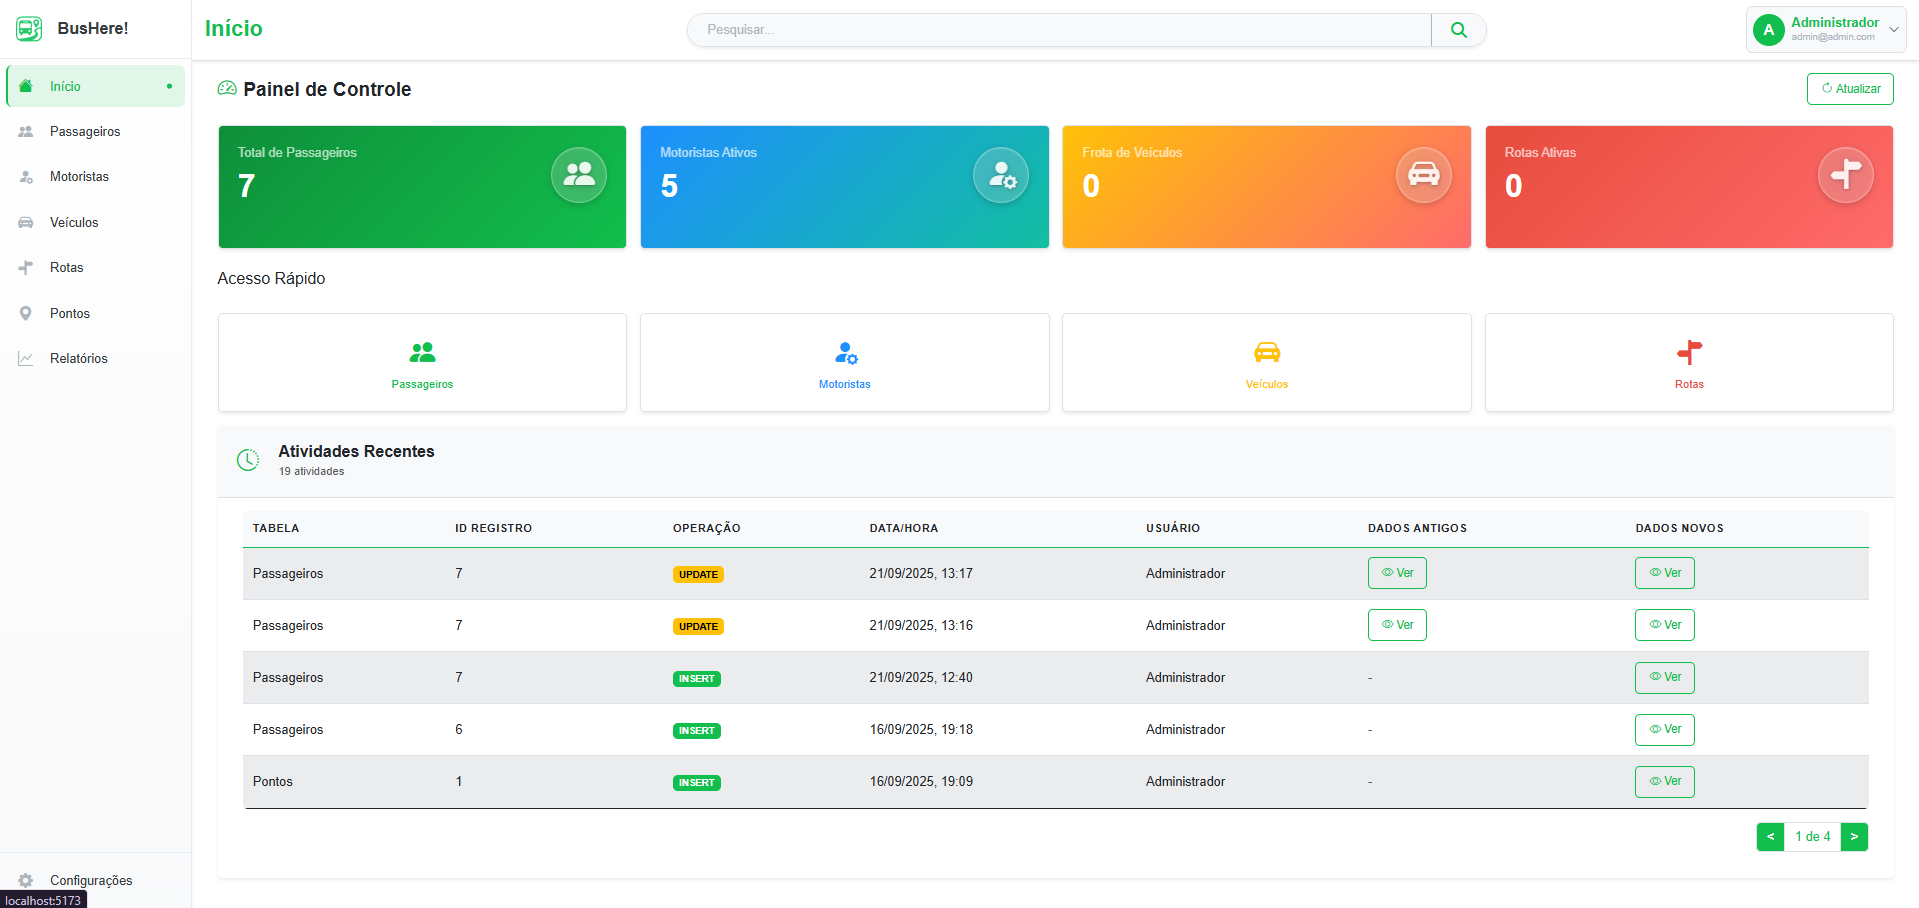 BusHere!
Início
Pesquisar...
A
Administrador
admin@admin.com
Início
Passageiros
Motoristas
Veículos
Rotas
Pontos
Relatórios
Configurações
localhost:5173
Painel de Controle
Atualizar
Total de Passageiros
7
Motoristas Ativos
5
Frota de Veículos
0
Rotas Ativas
0
Acesso Rápido
Passageiros
Motoristas
Veículos
Rotas
Atividades Recentes
19 atividades
TABELA ID REGISTRO OPERAÇÃO DATA/HORA USUÁRIO DADOS ANTIGOS DADOS NOVOS
Passageiros 7 UPDATE 21/09/2025, 13:17 Administrador Ver Ver
Passageiros 7 UPDATE 21/09/2025, 13:16 Administrador Ver Ver
Passageiros 7 INSERT 21/09/2025, 12:40 Administrador - Ver
Passageiros 6 INSERT 16/09/2025, 19:18 Administrador - Ver
Pontos 1 INSERT 16/09/2025, 19:09 Administrador - Ver
< 1 de 4 >